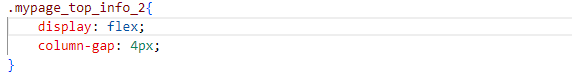 .mypage_top_info_2{
    display: flex;
    column-gap: 4px;
}